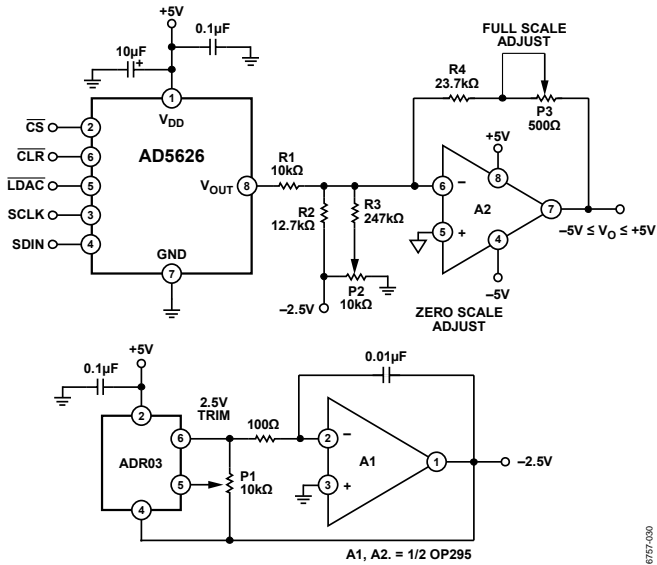 +5V
0.1µF
10µF
+
1
VDD
AD5626
CS
2
CLR
6
LDAC
5
SCLK
3
SDIN
4
VOUT
8
GND
7
R1
10kΩ
R2
12.7kΩ
R3
247kΩ
P2
10kΩ
–2.5V
FULL SCALE
ADJUST
R4
23.7kΩ
P3
500Ω
+5V
8
6
–
A2
5
+
7
4
–5V
–5V ≤ VO ≤ +5V
ZERO SCALE
ADJUST
+5V
0.1µF
2
ADR03
6
5
4
2.5V
TRIM
P1
10kΩ
100Ω
0.01µF
2
–
A1
3
+
1
–2.5V
A1, A2. = 1/2 OP295
6757-030